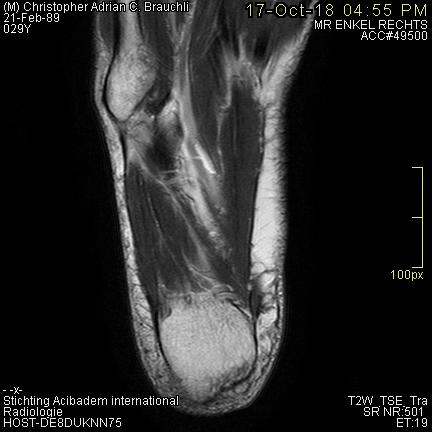 (M) Christopher Adrian C. Brauchli
21-Feb-89
029Y
17-Oct-18 04:55 PM
MR ENKEL RECHTS
ACC#49500
100px
--x-
Stichting Acibadem international
Radiologie
HOST-DE8DUKNN75
T2W_TSE_Tra
SR NR:501
ET:19